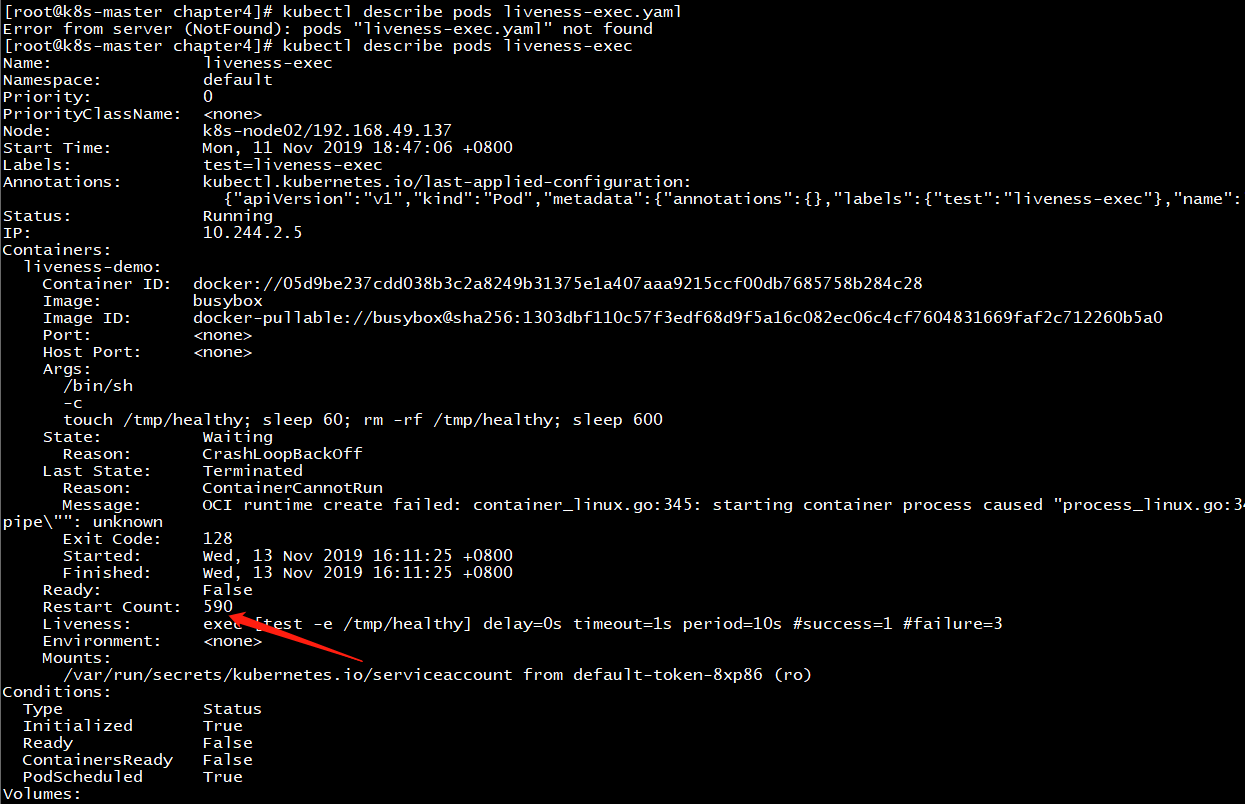 [root@k8s-master chapter4]# kubectl describe pods liveness-exec.yaml
Error from server (NotFound): pods "liveness-exec.yaml" not found
[root@k8s-master chapter4]# kubectl describe pods liveness-exec
Name:               liveness-exec
Namespace:          default
Priority:           0
PriorityClassName:  <none>
Node:               k8s-node02/192.168.49.137
Start Time:         Mon, 11 Nov 2019 18:47:06 +0800
Labels:             test=liveness-exec
Annotations:        kubectl.kubernetes.io/last-applied-configuration:
                      {"apiVersion":"v1","kind":"Pod","metadata":{"annotations":{},"labels":{"test":"liveness-exec"},"name":
Status:             Running
IP:                 10.244.2.5
Containers:
  liveness-demo:
    Container ID:  docker://05d9be237cdd038b3c2a8249b31375e1a407aaa9215ccf00db7685758b284c28
    Image:         busybox
    Image ID:      docker-pullable://busybox@sha256:1303dbf110c57f3edf68d9f5a16c082ec06c4cf7604831669faf2c712260b5a0
    Port:          <none>
    Host Port:     <none>
    Args:
      /bin/sh
      -c
      touch /tmp/healthy; sleep 60; rm -rf /tmp/healthy; sleep 600
    State:          Waiting
      Reason:       CrashLoopBackOff
    Last State:     Terminated
      Reason:       ContainerCannotRun
      Message:      OCI runtime create failed: container_linux.go:345: starting container process caused "process_linux.go:34
pipe\"": unknown
      Exit Code:    128
      Started:      Wed, 13 Nov 2019 16:11:25 +0800
      Finished:     Wed, 13 Nov 2019 16:11:25 +0800
    Ready:          False
    Restart Count:  590
    Liveness:       exec [test -e /tmp/healthy] delay=0s timeout=1s period=10s #success=1 #failure=3
    Environment:    <none>
    Mounts:
      /var/run/secrets/kubernetes.io/serviceaccount from default-token-8xp86 (ro)
Conditions:
  Type              Status
  Initialized       True
  Ready             False
  ContainersReady   False
  PodScheduled      True
Volumes: